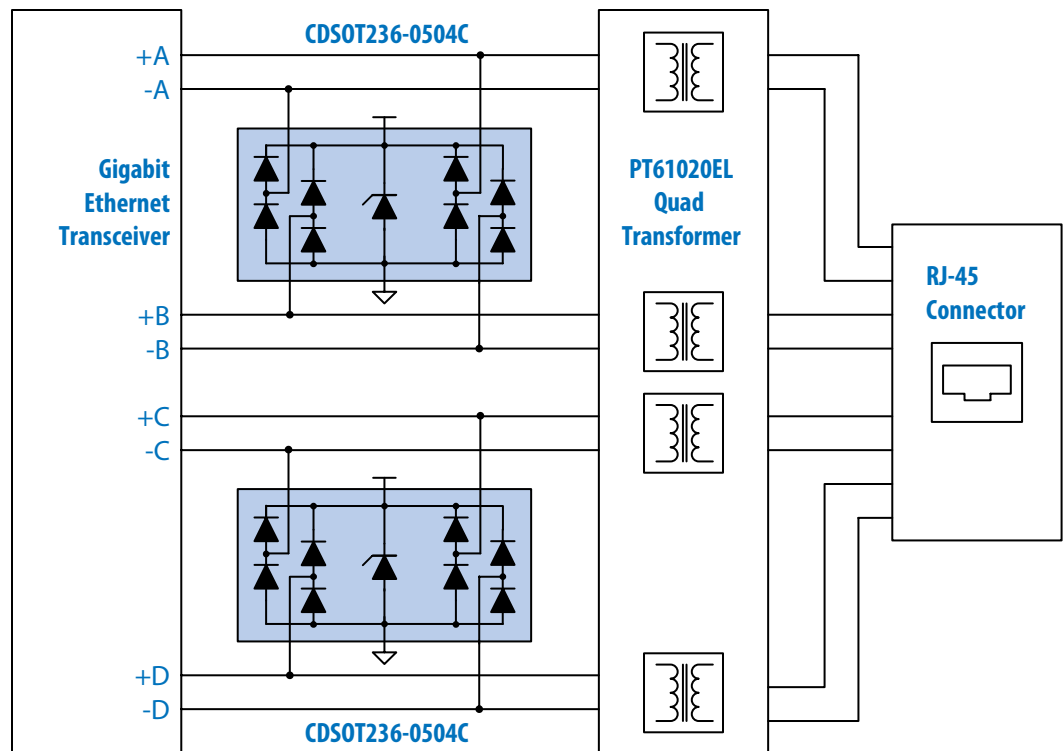 CDSOT236-0504C
+A
-A
Gigabit
Ethernet
Transceiver
PT61020EL
Quad
Transformer
RJ-45
Connector
+B
-B
+C
-C
+D
-D
CDSOT236-0504C